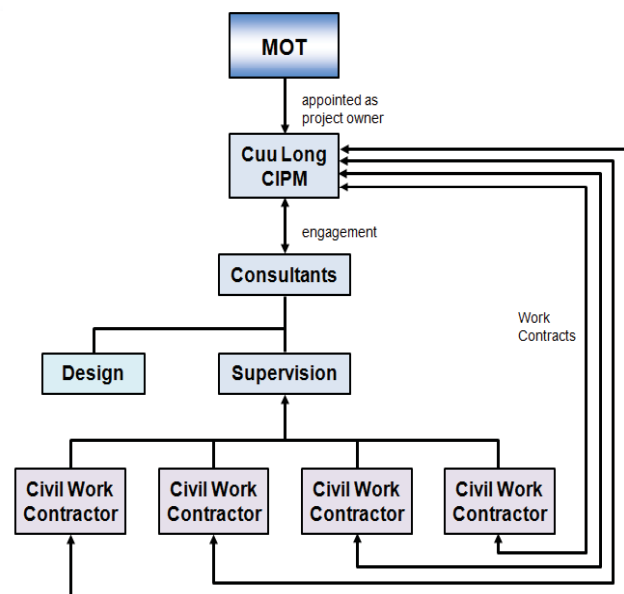 MOT
appointed as
project owner
Cuu Long
CIPM
engagement
Consultants
Work
Contracts
Design
Supervision
Civil Work
Contractor
Civil Work
Contractor
Civil Work
Contractor
Civil Work
Contractor